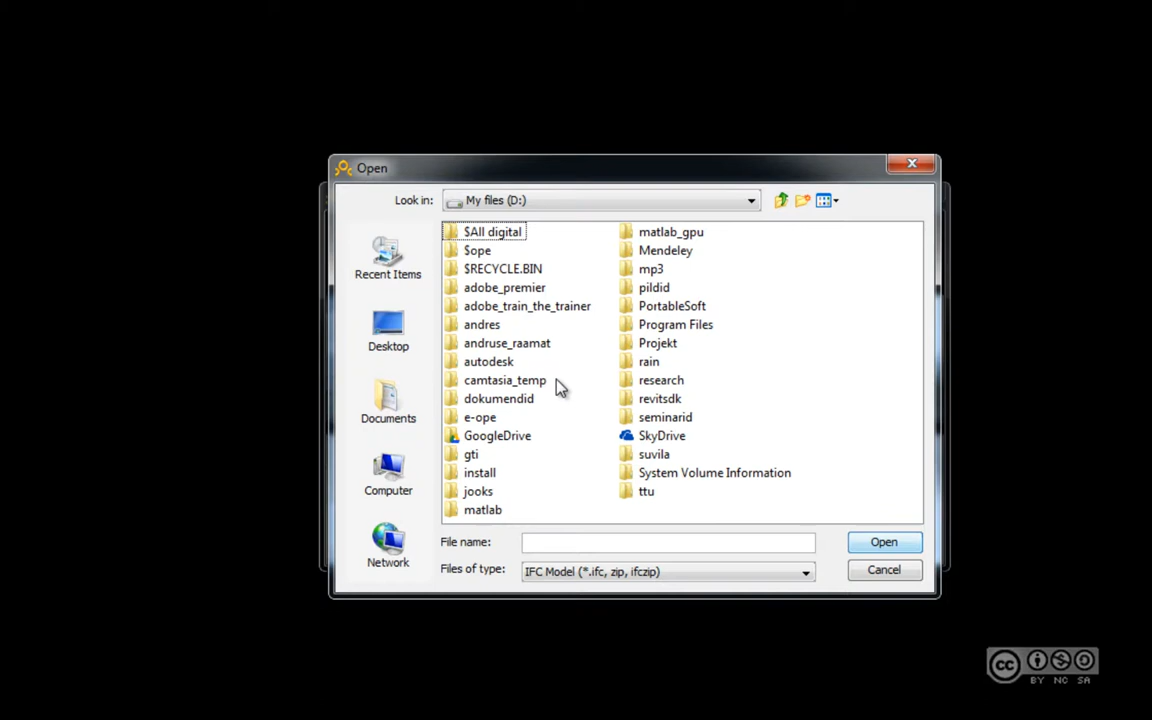 Open
Look in: My files (D:)
Recent Items
Desktop
Documents
Computer
Network
$All digital
$ope
$RECYCLE.BIN
adobe_premier
adobe_train_the_trainer
andres
andruse_raamat
autodesk
camtasia_temp
dokumendid
e-ope
GoogleDrive
gti
install
jooks
matlab
matlab_gpu
Mendeley
mp3
pildid
PortableSoft
Program Files
Projekt
rain
research
revitsdk
seminarid
SkyDrive
suvila
System Volume Information
ttu
File name: Open
Files of type: IFC Model (*.ifc, zip, ifczip) Cancel
cc
BY NC SA